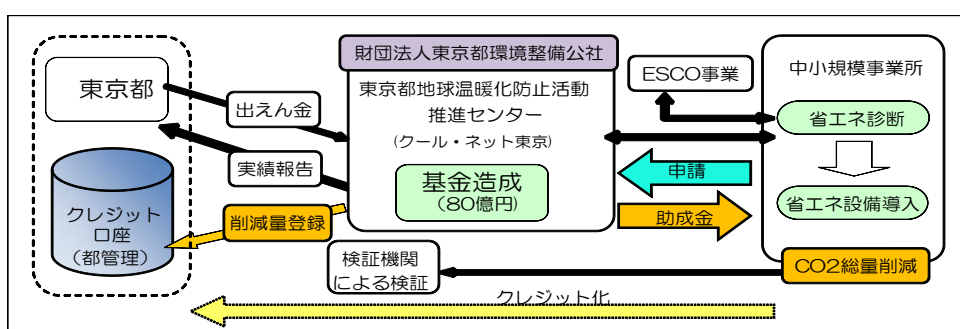 東京都
出えん金
実績報告
クレジット
口座
(都管理)
削減量登録
財団法人東京都環境整備公社
東京都地球温暖化防止活動
推進センター
(クール・ネット東京)
基金造成
(80億円)
検証機関
による検証
ESCO事業
申請
助成金
中小規模事業所
省エネ診断
省エネ設備導入
CO2総量削減
クレジット化